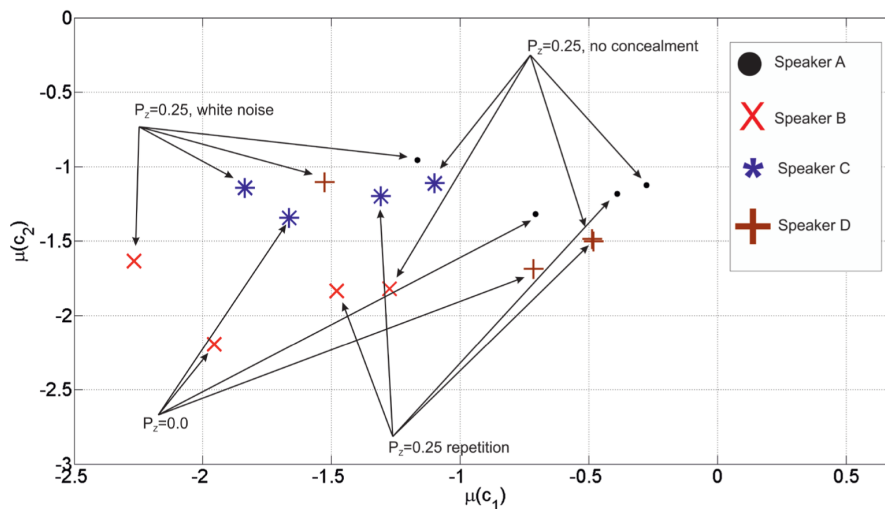 0
P_z=0.25, no concealment
Speaker A
-0.5
P_z=0.25, white noise
Speaker B
-1
Speaker C
μ(c_2)
-1.5
Speaker D
-2
-2.5
P_z=0.0
P_z=0.25 repetition
-3
-2.5 -2 -1.5 -1 -0.5 0 0.5
μ(c_1)